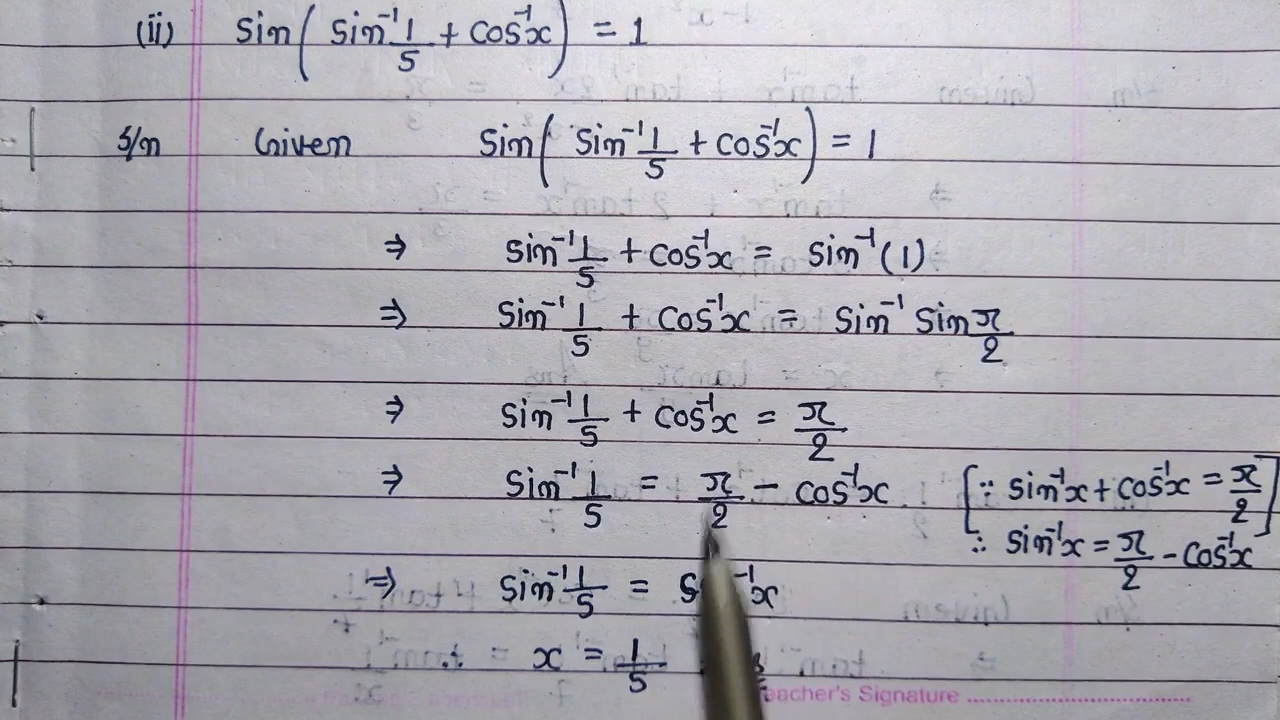 (ii) Sin( Sin⁻¹ 1/5 + Cos⁻¹x ) = 1
S/n Given Sin( Sin⁻¹ 1/5 + Cos⁻¹x ) = 1
⇒ Sin⁻¹ 1/5 + Cos⁻¹x = Sin⁻¹(1)
⇒ Sin⁻¹ 1/5 + Cos⁻¹x = Sin⁻¹ Sin π/2
⇒ Sin⁻¹ 1/5 + Cos⁻¹x = π/2
⇒ Sin⁻¹ 1/5 = π/2 - Cos⁻¹x [∵ Sin⁻¹x + Cos⁻¹x = π/2]
∴ Sin⁻¹x = π/2 - Cos⁻¹x
⇒ Sin⁻¹ 1/5 = x
x = 1/5
Signature